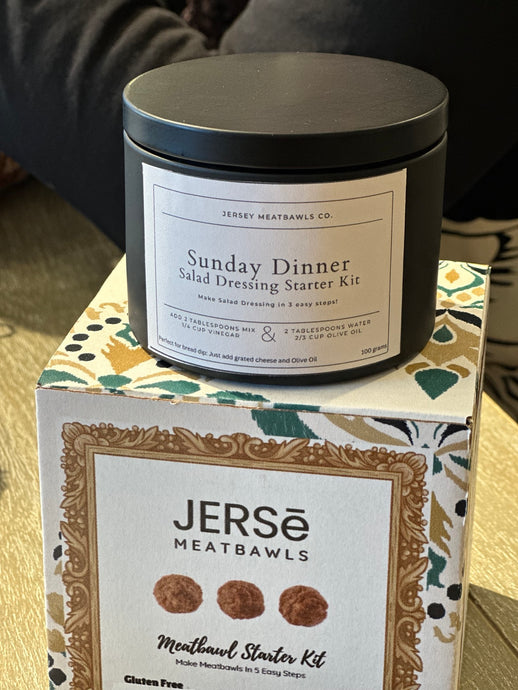 JERSEY MEATBAWLS CO.
Sunday Dinner
Salad Dressing Starter Kit
Make Salad Dressing in 3 easy steps!
ADD 2 TABLESPOONS MIX & 2 TABLESPOONS WATER
1/4 CUP VINEGAR 2/3 CUP OLIVE OIL
Perfect for bread dip: Just add grated cheese and Olive Oil
100 grams
JERSē
MEATBAWLS
Meatbawl Starter Kit
Make Meatbawls In 5 Easy Steps
Gluten Free